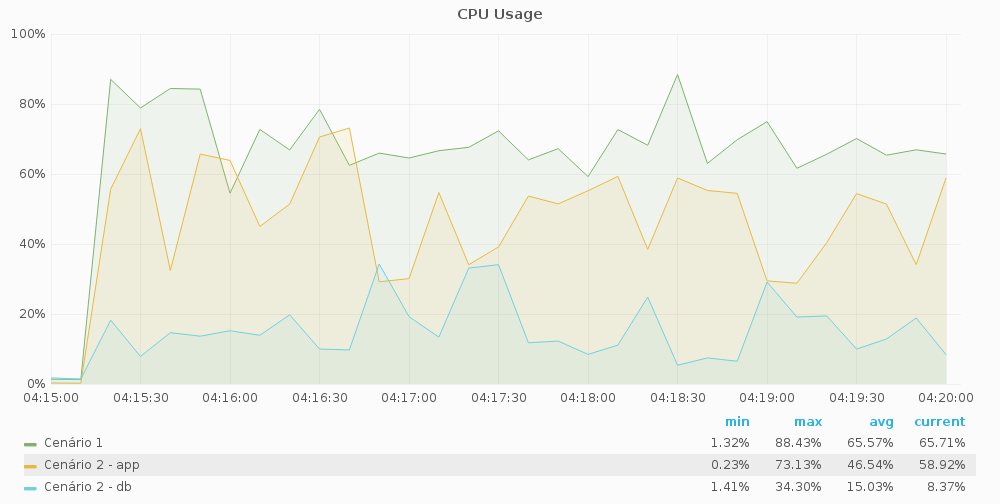 CPU Usage
100%
80%
60%
40%
20%
0%
04:15:00 04:15:30 04:16:00 04:16:30 04:17:00 04:17:30 04:18:00 04:18:30 04:19:00 04:19:30 04:20:00
min max avg current
Cenário 1 1.32% 88.43% 65.57% 65.71%
Cenário 2 - app 0.23% 73.13% 46.54% 58.92%
Cenário 2 - db 1.41% 34.30% 15.03% 8.37%